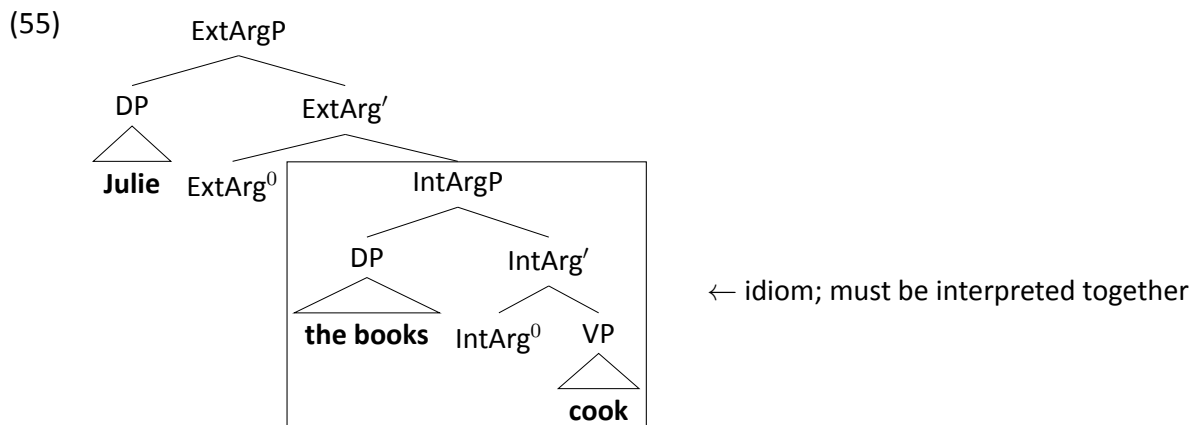 (55)
ExtArgP
DP ExtArg′
Julie ExtArg⁰ IntArgP
DP IntArg′
← idiom; must be interpreted together
the books IntArg⁰ VP
cook